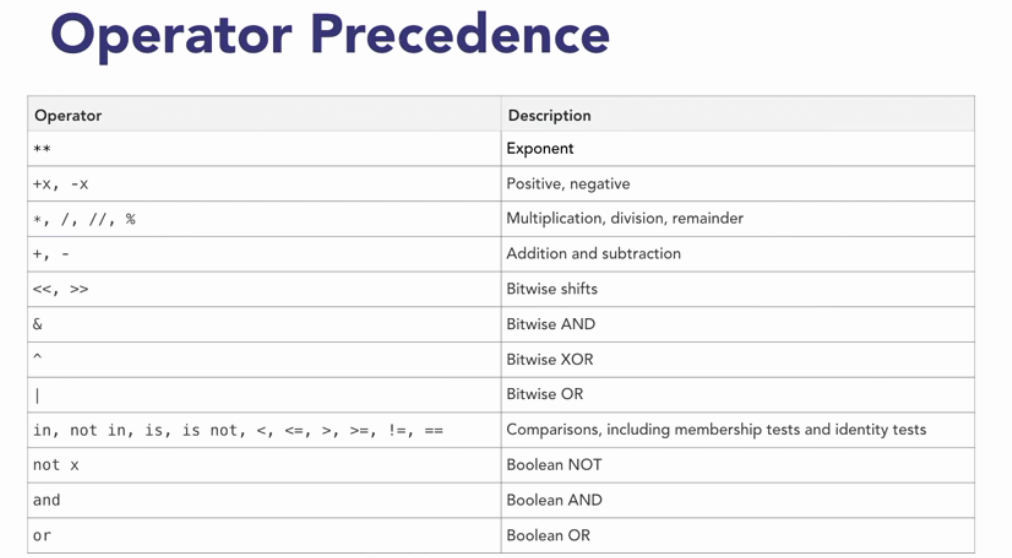 Operator Precedence
Operator Description
** Exponent
+x, -x Positive, negative
*, /, //, % Multiplication, division, remainder
+, - Addition and subtraction
<<, >> Bitwise shifts
& Bitwise AND
^ Bitwise XOR
| Bitwise OR
in, not in, is, is not, <, <=, >, >=, !=, == Comparisons, including membership tests and identity tests
not x Boolean NOT
and Boolean AND
or Boolean OR